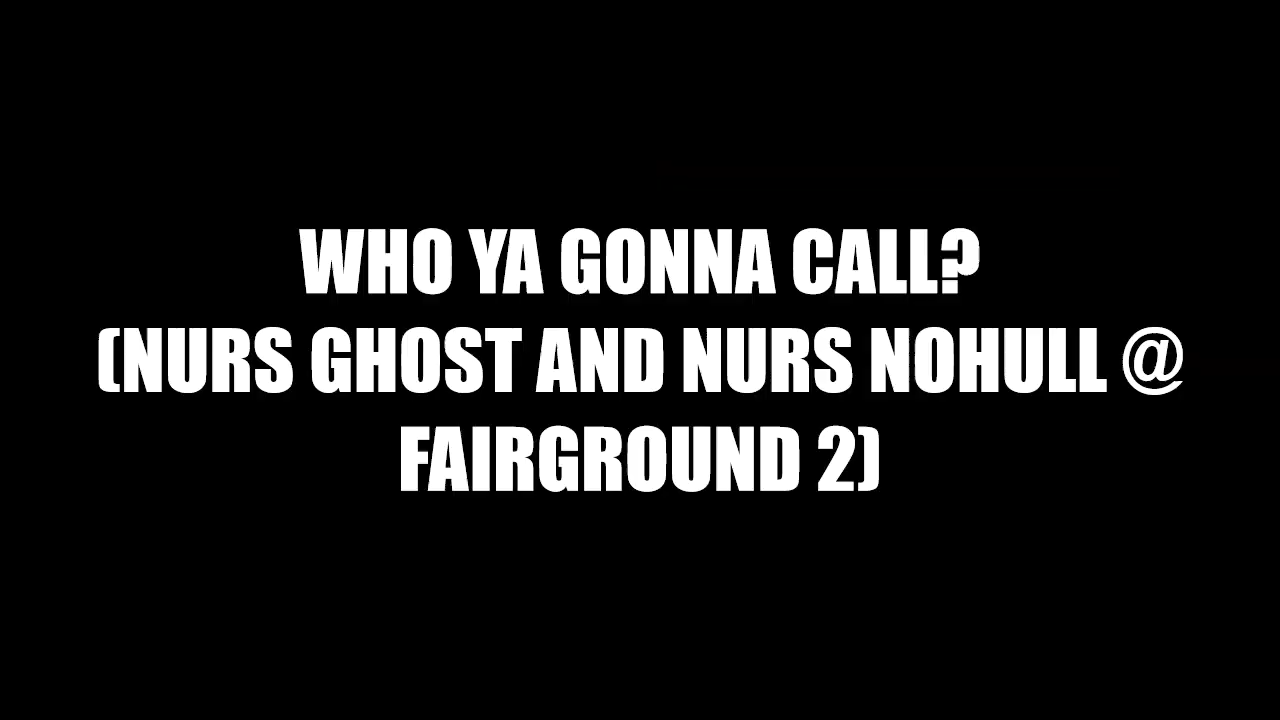 WHO YA GONNA CALL?
(NURS GHOST AND NURS NOHULL @
FAIRGROUND 2)